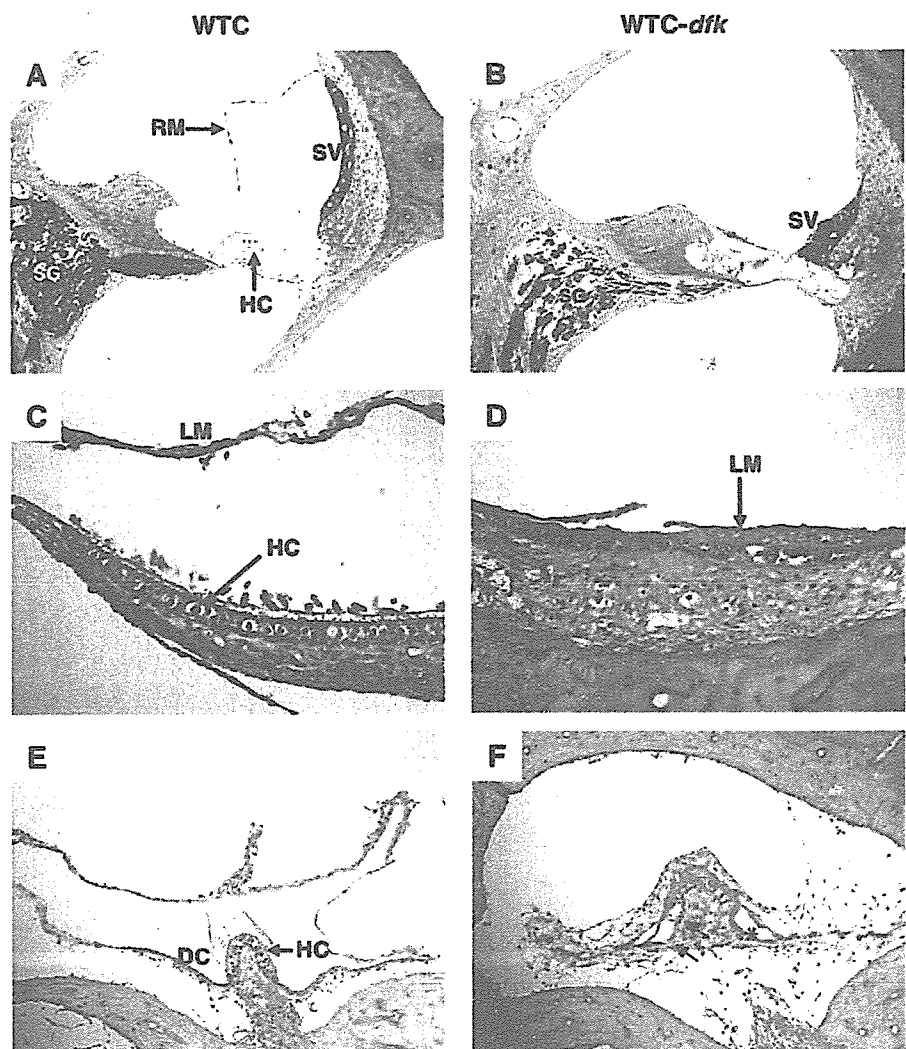 WTC WTC-dfk
A B
RM
SV SV
SG SG
HC
C D
LM LM
HC
E F
DC HC